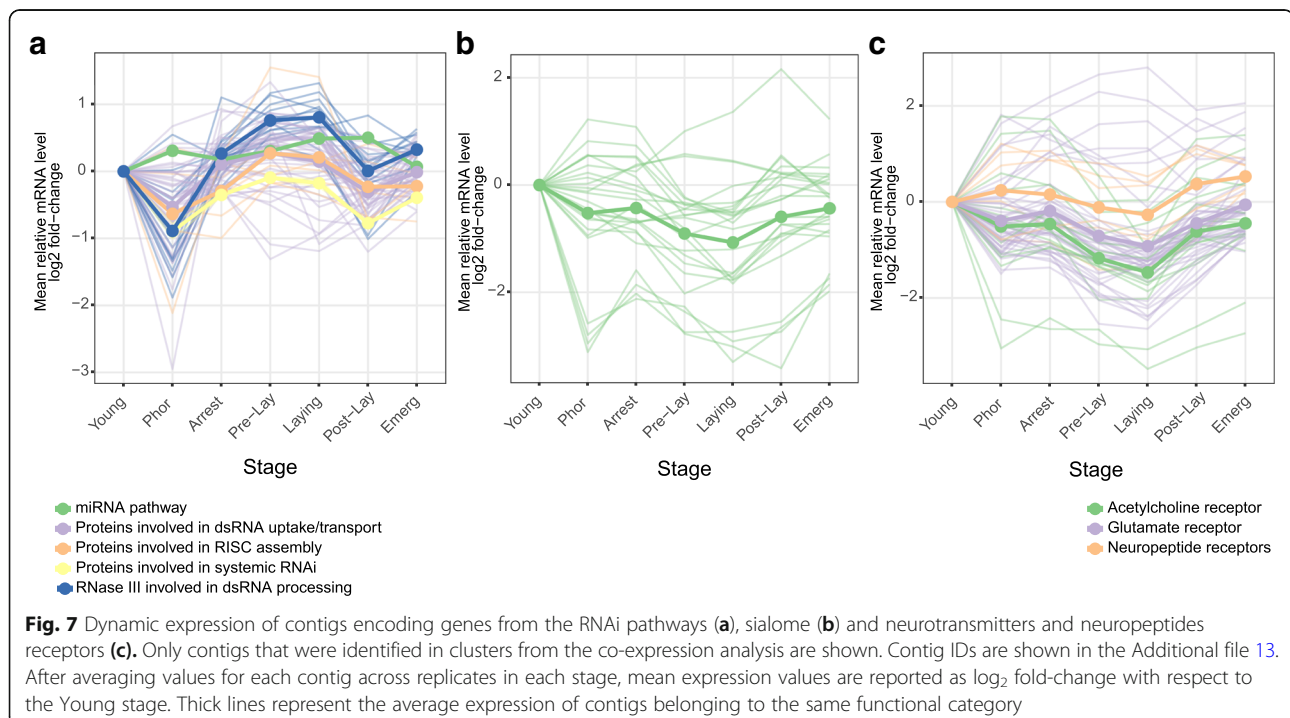 a
b
c
Mean relative mRNA level
log2 fold−change
1
0
−1
−2
−3
Young
Phor
Arrest
Pre−Lay
Laying
Post−Lay
Emerg
Stage
Mean relative mRNA level
log2 fold−change
2
0
−2
Young
Phor
Arrest
Pre−Lay
Laying
Post−Lay
Emerg
Stage
Mean relative mRNA level
log2 fold−change
2
0
−2
Young
Phor
Arrest
Pre−Lay
Laying
Post−Lay
Emerg
Stage
miRNA pathway
Proteins involved in dsRNA uptake/transport
Proteins involved in RISC assembly
Proteins involved in systemic RNAi
RNase III involved in dsRNA processing
Acetylcholine receptor
Glutamate receptor
Neuropeptide receptors
Fig. 7 Dynamic expression of contigs encoding genes from the RNAi pathways (a), sialome (b) and neurotransmitters and neuropeptides
receptors (c). Only contigs that were identified in clusters from the co-expression analysis are shown. Contig IDs are shown in the Additional file 13.
After averaging values for each contig across replicates in each stage, mean expression values are reported as log2 fold-change with respect to
the Young stage. Thick lines represent the average expression of contigs belonging to the same functional category